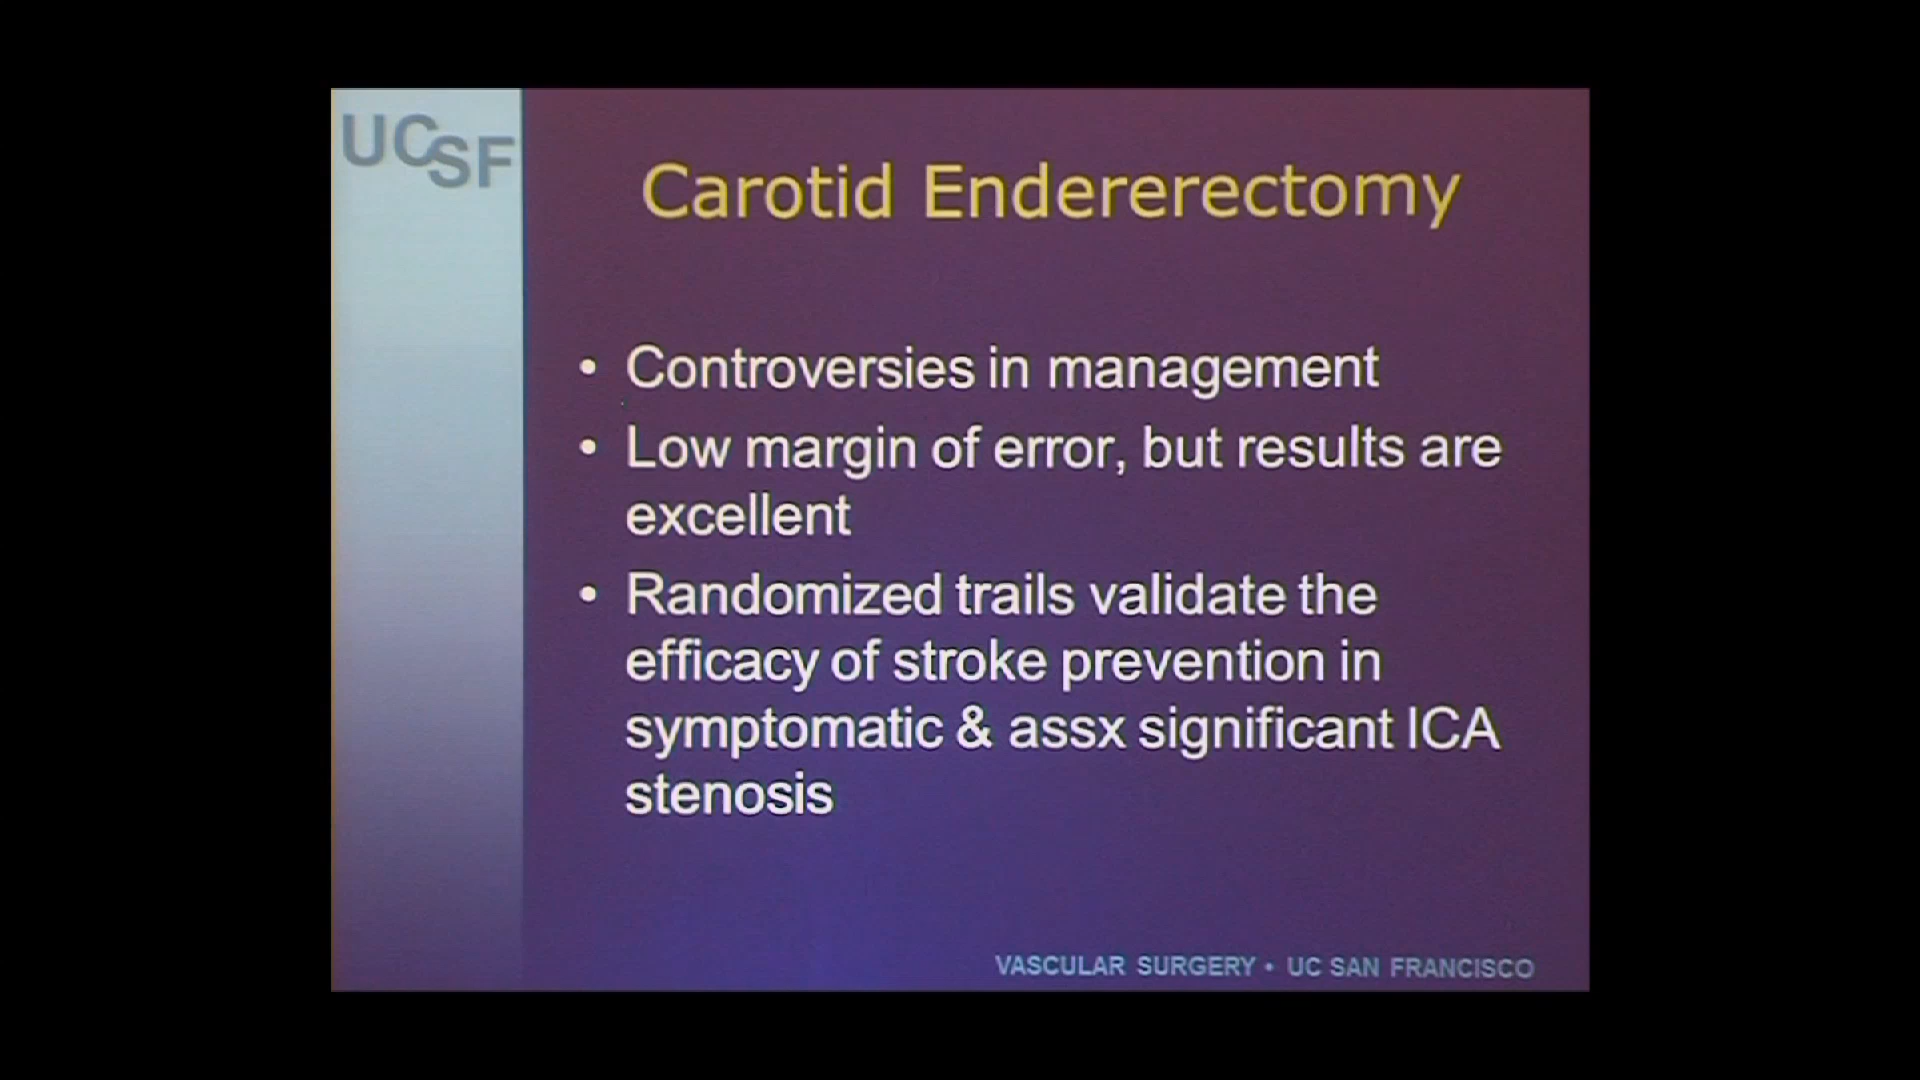 UCSF
Carotid Endererectomy
• Controversies in management
• Low margin of error, but results are
excellent
• Randomized trails validate the
efficacy of stroke prevention in
symptomatic & assx significant ICA
stenosis
VASCULAR SURGERY • UC SAN FRANCISCO